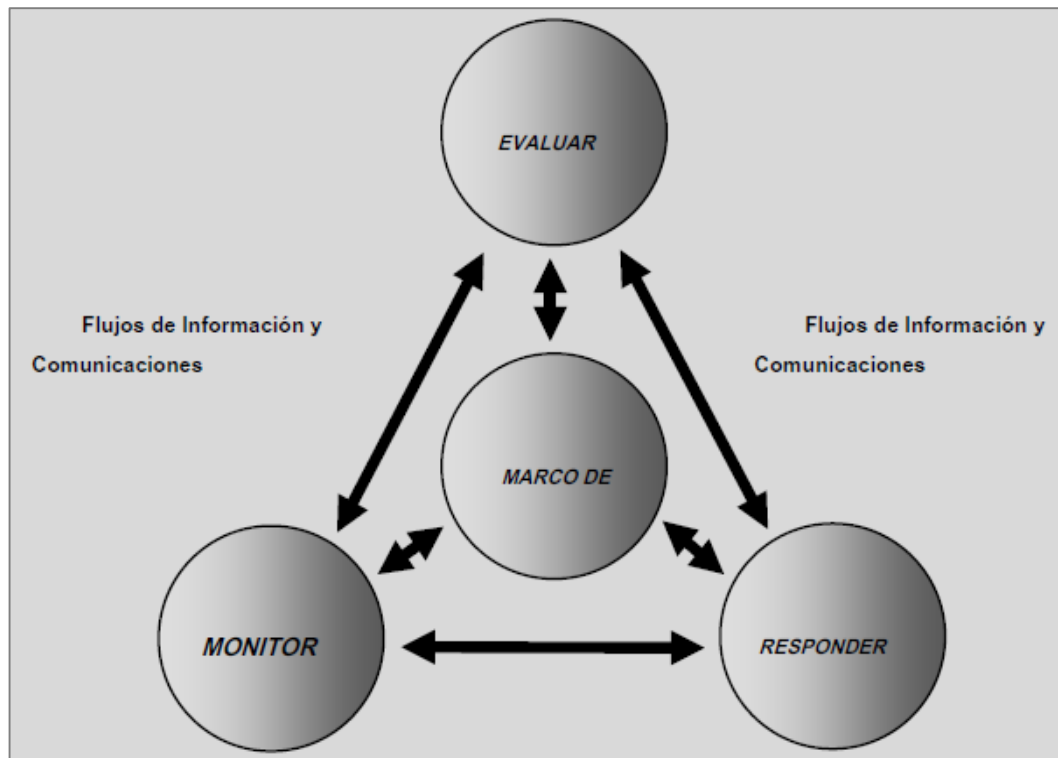 EVALUAR
Flujos de Información y
Comunicaciones
Flujos de Información y
Comunicaciones
MARCO DE
MONITOR
RESPONDER